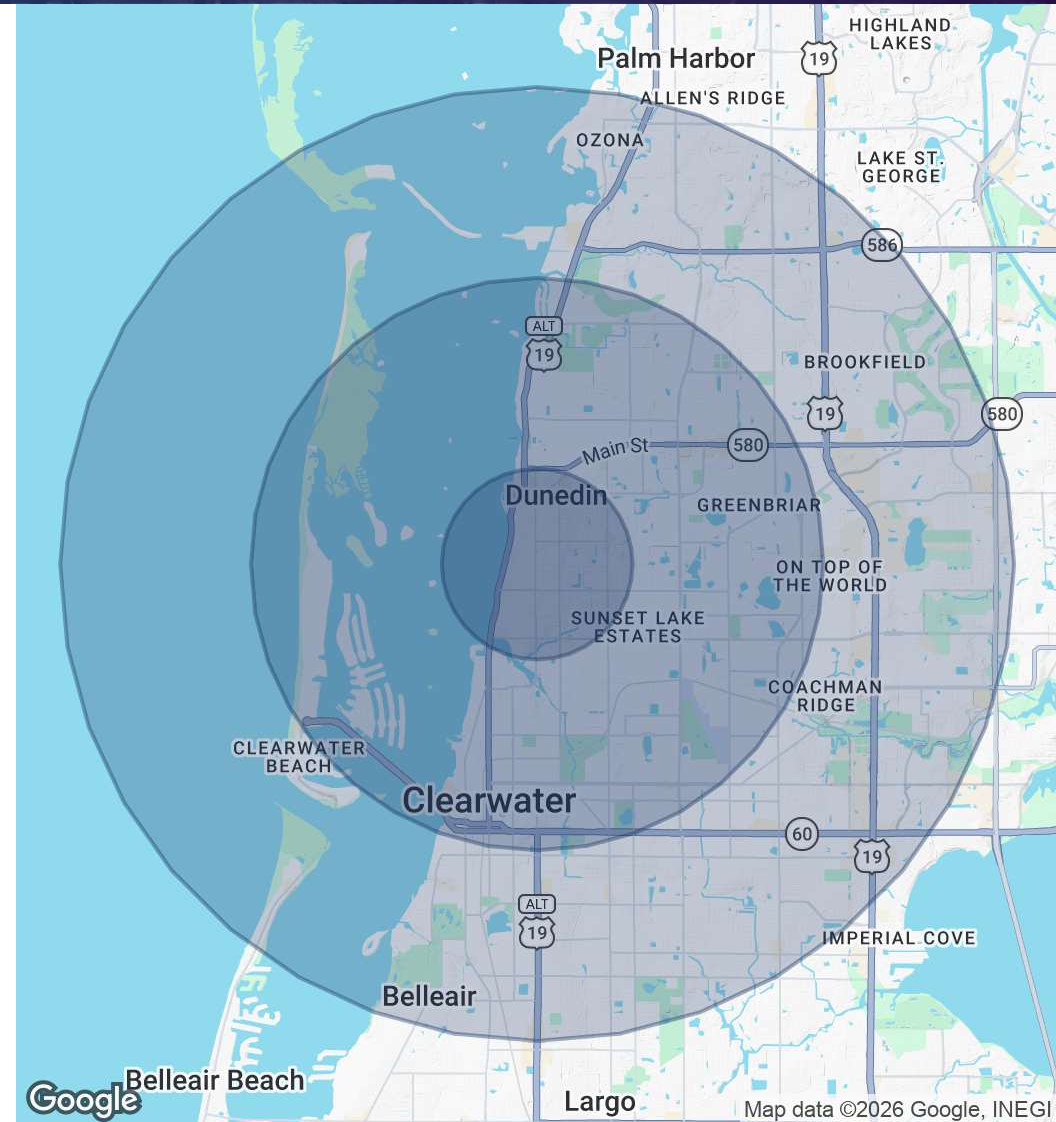 HIGHLAND
LAKES
19
Palm Harbor
ALLEN'S RIDGE
OZONA
LAKE ST.
GEORGE
586
ALT
19
BROOKFIELD
19
580
Main St
580
Dunedin
GREENBRIAR
ON TOP OF
THE WORLD
SUNSET LAKE
ESTATES
COACHMAN
RIDGE
CLEARWATER
BEACH
Clearwater
60
19
ALT
19
IMPERIAL COVE
Belleair
Belleair Beach
Google
Largo
Map data ©2026 Google, INEGI